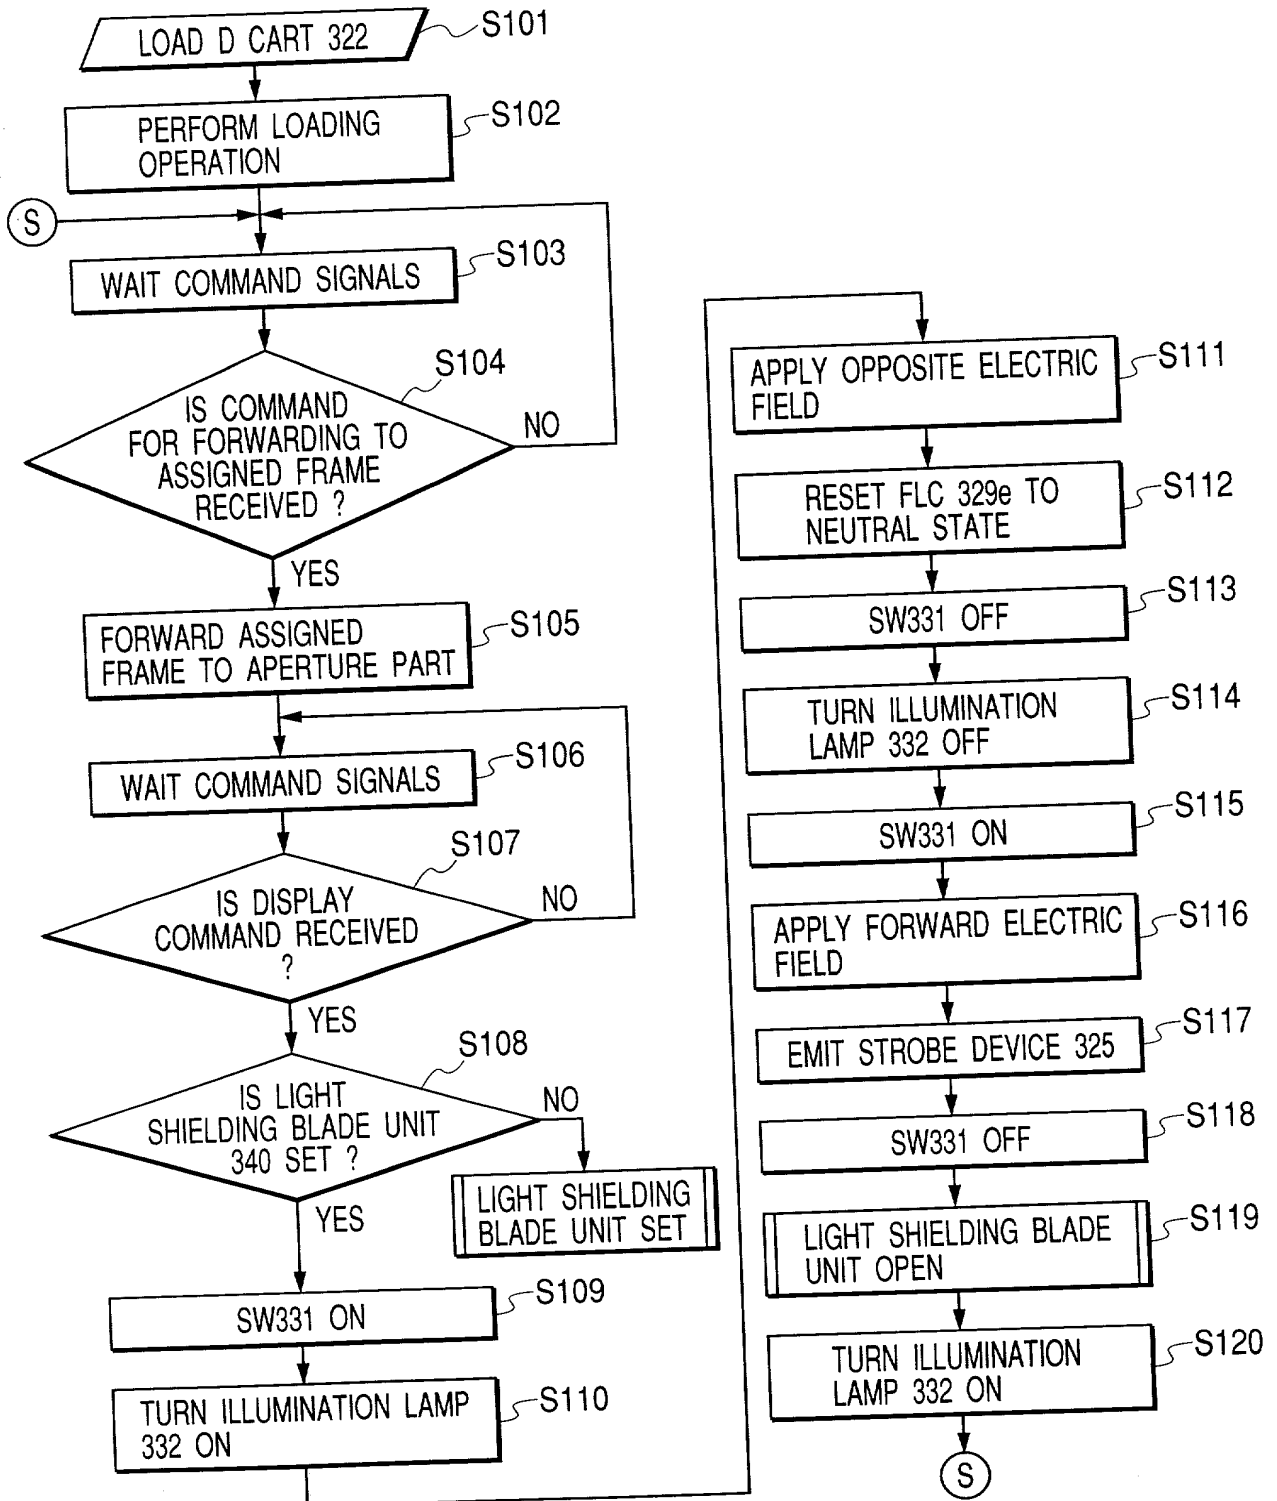 LOAD D CART 322
S101
PERFORM LOADING
OPERATION
S102
S
WAIT COMMAND SIGNALS
S103
S104
IS COMMAND
FOR FORWARDING TO
ASSIGNED FRAME
RECEIVED ?
NO
YES
FORWARD ASSIGNED
FRAME TO APERTURE PART
S105
WAIT COMMAND SIGNALS
S106
S107
IS DISPLAY
COMMAND RECEIVED
?
NO
YES
S108
IS LIGHT
SHIELDING BLADE UNIT
340 SET ?
NO
YES
LIGHT SHIELDING
BLADE UNIT SET
SW331 ON
S109
TURN ILLUMINATION LAMP
332 ON
S110
APPLY OPPOSITE ELECTRIC
FIELD
S111
RESET FLC 329e TO
NEUTRAL STATE
S112
SW331 OFF
S113
TURN ILLUMINATION
LAMP 332 OFF
S114
SW331 ON
S115
APPLY FORWARD ELECTRIC
FIELD
S116
EMIT STROBE DEVICE 325
S117
SW331 OFF
S118
LIGHT SHIELDING BLADE
UNIT OPEN
S119
TURN ILLUMINATION
LAMP 332 ON
S120
S